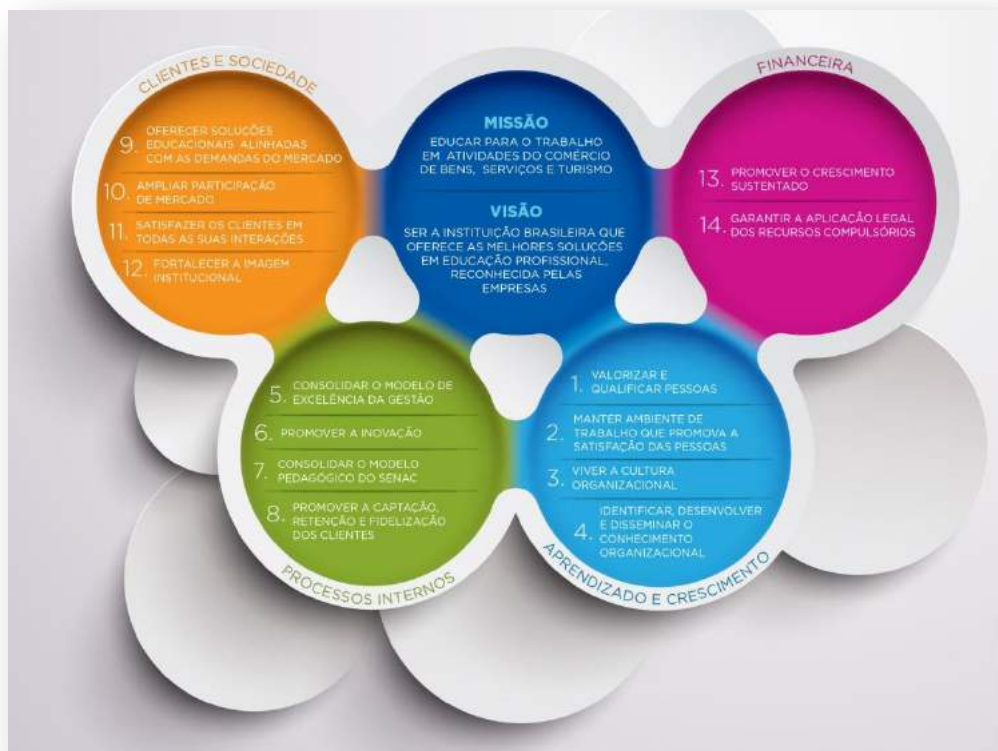 CLIENTES E SOCIEDADE
9. OFERECER SOLUÇÕES
EDUCACIONAIS ALINHADAS
COM AS DEMANDAS DO MERCADO
10. AMPLIAR PARTICIPAÇÃO
DE MERCADO
11. SATISFAZER OS CLIENTES EM
TODAS AS SUAS INTERAÇÕES
12. FORTALECER A IMAGEM
INSTITUCIONAL
MISSÃO
EDUCAR PARA O TRABALHO
EM ATIVIDADES DO COMÉRCIO
DE BENS, SERVIÇOS E TURISMO
VISÃO
SER A INSTITUIÇÃO BRASILEIRA QUE
OFERECE AS MELHORES SOLUÇÕES
EM EDUCAÇÃO PROFISSIONAL,
RECONHECIDA PELAS
EMPRESAS
FINANCEIRA
13. PROMOVER O CRESCIMENTO
SUSTENTADO
14. GARANTIR A APLICAÇÃO LEGAL
DOS RECURSOS COMPULSÓRIOS
5. CONSOLIDAR O MODELO DE
EXCELÊNCIA DA GESTÃO
6. PROMOVER A INOVAÇÃO
7. CONSOLIDAR O MODELO
PEDAGÓGICO DO SENAC
8. PROMOVER A CAPTAÇÃO,
RETENÇÃO E FIDELIZAÇÃO
DOS CLIENTES
PROCESSOS INTERNOS
1. VALORIZAR E
QUALIFICAR PESSOAS
2. MANTER AMBIENTE DE
TRABALHO QUE PROMOVA A
SATISFAÇÃO DAS PESSOAS
3. VIVER A CULTURA
ORGANIZACIONAL
4. IDENTIFICAR, DESENVOLVER
E DISSEMINAR O
CONHECIMENTO
ORGANIZACIONAL
APRENDIZADO E CRESCIMENTO